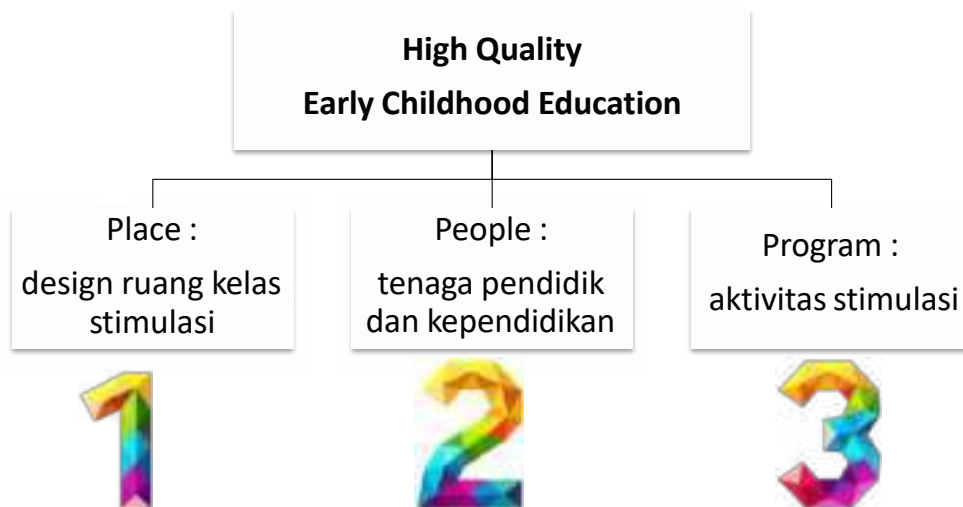 High Quality
Early Childhood Education
Place :
design ruang kelas
stimulasi
People :
tenaga pendidik
dan kependidikan
Program :
aktivitas stimulasi
1
2
3